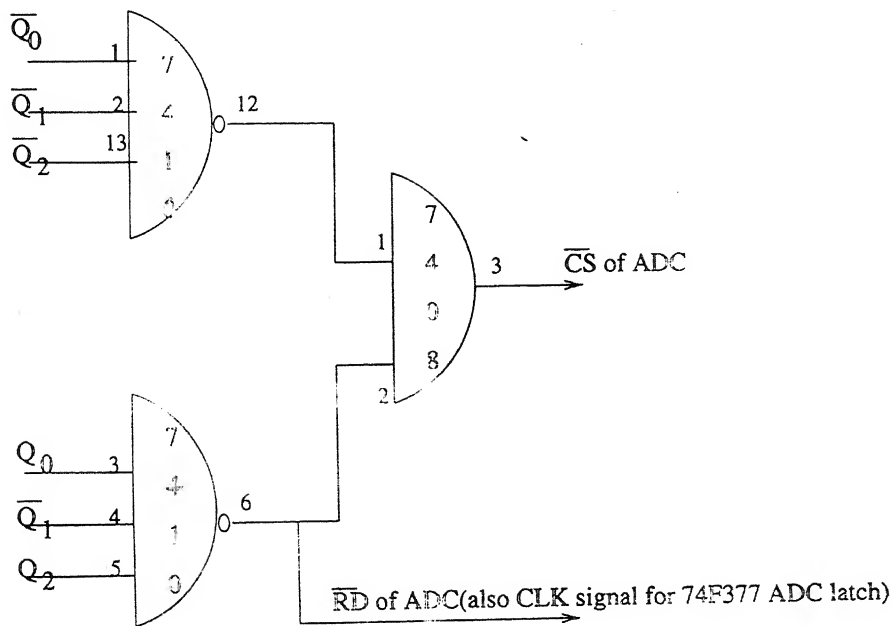 Q̅0
1
Q̅1
2
Q̅2
13
7
4
1
0
12
1
2
7
4
0
8
3
C̅S̅ of ADC
Q0
3
Q̅1
4
Q2
5
7
4
1
0
6
R̅D̅ of ADC(also CLK signal for 74F377 ADC latch)